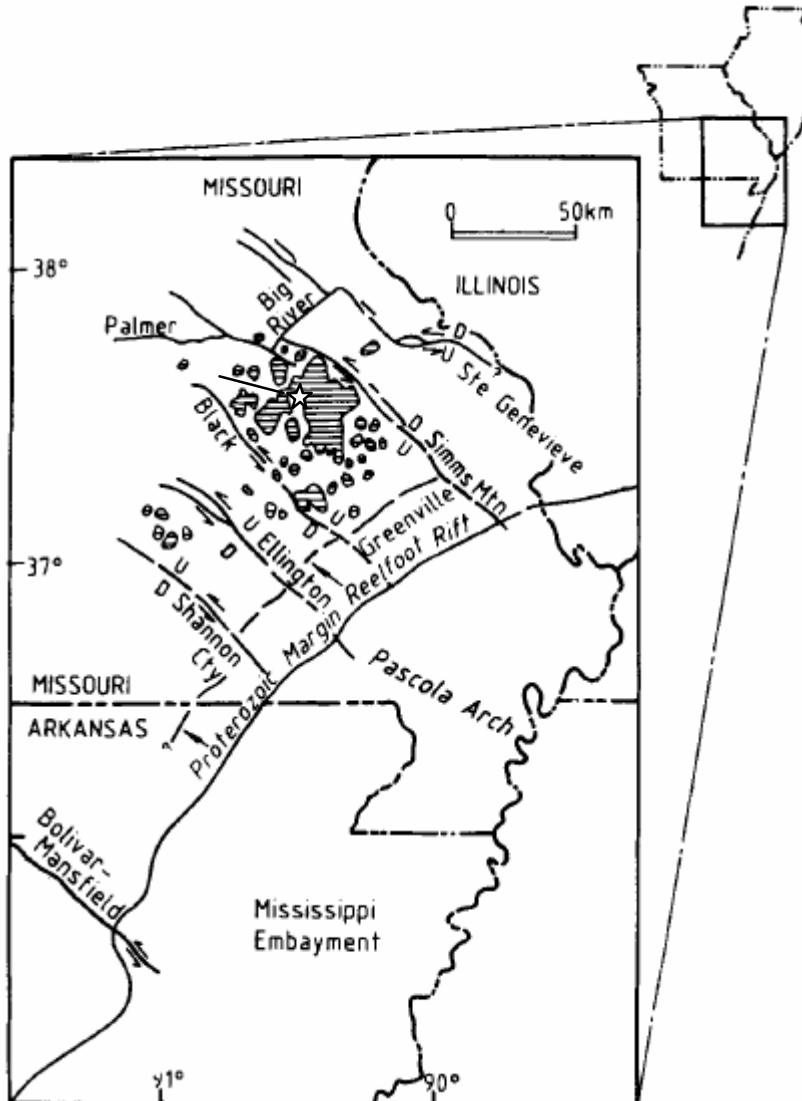 MISSOURI
0 50km
38°
ILLINOIS
Big
River
Palmer
D
U
?
Ste Genevieve
Black
D
U
Simms Mtn
U
D
Greenville
37°
U
D
Ellington
U
D
Shannon
Cty
Proterozoic Margin Reelfoot Rift
Pascola Arch
MISSOURI
ARKANSAS
?
Bolivar-
Mansfield
Mississippi
Embayment
91°
90°